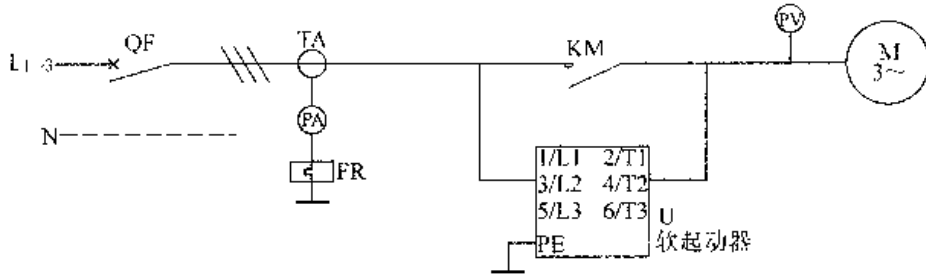 QF
TA
KM
PV
M
3~
L1~3
N
PA
FR
1/L1 2/T1
3/L2 4/T2
5/L3 6/T3
U
PE
软起动器